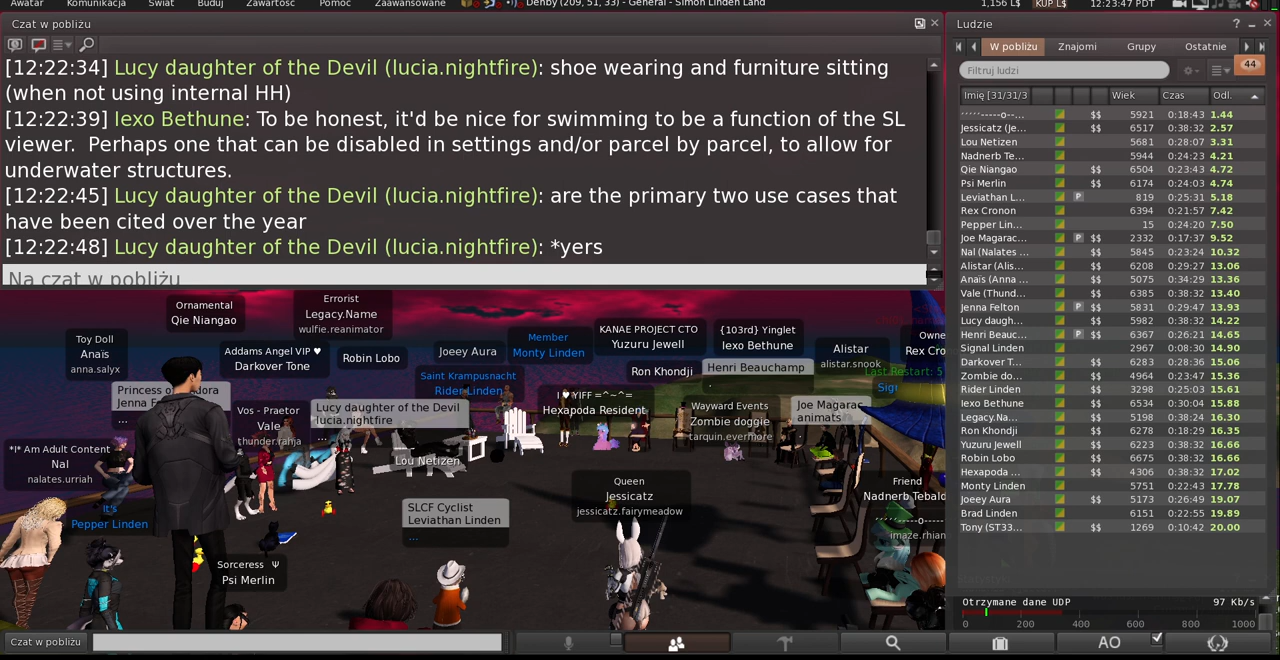 Awatar Komunikacja Świat Buduj Zawartość Pomoc Zaawansowane Denby (209, 51, 33) - General - Simon Linden Land 1,156 L$ KUP L$ 12:23:47 PDT
Czat w pobliżu
[12:22:34] Lucy daughter of the Devil (lucia.nightfire): shoe wearing and furniture sitting
(when not using internal HH)
[12:22:39] Iexo Bethune: To be honest, it'd be nice for swimming to be a function of the SL
viewer. Perhaps one that can be disabled in settings and/or parcel by parcel, to allow for
underwater structures.
[12:22:45] Lucy daughter of the Devil (lucia.nightfire): are the primary two use cases that
have been cited over the year
[12:22:48] Lucy daughter of the Devil (lucia.nightfire): *yers
Na czat w pobliżu
Ornamental
Qie Niangao
Errorist
Legacy.Name
wulfie.reanimator
Toy Doll
Anaïs
anna.salyx
Addams Angel VIP ♥
Darkover Tone
Robin Lobo
Joeey Aura
Member
Monty Linden
KANAE PROJECT CTO
Yuzuru Jewell
{103rd} Yinglet
Iexo Bethune
Alistar
alistar.snook
Owne
Rex Cro
Last Restart: 5
Sign
Saint Krampusnacht
Rider Linden
Ron Khondji
Henri Beauchamp
.
Princess of
Jenna F
...
Vos - Praetor
Vale
thunder.rahja
Lucy daughter of the Devil
lucia.nightfire
...
I ♥ YIFF =^~^=
Hexapoda Resident
Wayward Events
Zombie doggie
tarquin.evermore
Joe Magarac
animats
*I* Am Adult Content
Nal
nalates.urriah
Lou Netizen
It's
Pepper Linden
SLCF Cyclist
Leviathan Linden
...
Queen
Jessicatz
jessicatz.fairymeadow
Friend
Nadnerb Tebald
´´´´´-----o-----
imaze.rhian
Sorceress Ψ
Psi Merlin
Czat w pobliżu
Ludzie
? _ ×
W pobliżu Znajomi Grupy Ostatnie
Filtruj ludzi
44
Imię [31/31/3 Wiek Czas Odl.
´´´´´-----o--... $$ 5921 0:18:43 1.44
Jessicatz (Je... $$ 6517 0:38:32 2.57
Lou Netizen 5681 0:28:07 3.31
Nadnerb Te... 5944 0:24:23 4.21
Qie Niangao $$ 6504 0:23:43 4.72
Psi Merlin $$ 6174 0:24:03 4.74
Leviathan L... P 819 0:25:31 5.18
Rex Cronon 6394 0:21:57 7.42
Pepper Lin... 15 0:24:20 7.50
Joe Magarac... P $$ 2332 0:17:37 9.52
Nal (Nalates ... $$ 5845 0:23:24 10.32
Alistar (Alis... $$ 6208 0:29:27 13.06
Anaïs (Anna ... $$ 5075 0:34:29 13.36
Vale (Thund... $$ 6385 0:38:32 13.40
Jenna Felton P $$ 5831 0:29:47 13.93
Lucy daugh... $$ 5982 0:38:32 14.22
Henri Beauc... P $$ 6367 0:26:21 14.65
Signal Linden 2967 0:08:30 14.90
Darkover T... $$ 6283 0:28:36 15.06
Zombie do... $$ 4964 0:23:47 15.36
Rider Linden $$ 3298 0:25:03 15.61
Iexo Bethune $$ 6534 0:30:04 15.88
Legacy.Na... $$ 5198 0:38:24 16.30
Ron Khondji $$ 6278 0:18:29 16.35
Yuzuru Jewell $$ 6223 0:38:32 16.66
Robin Lobo $$ 6675 0:38:32 16.66
Hexapoda ... $$ 4306 0:38:32 17.02
Monty Linden 5751 0:22:43 17.78
Joeey Aura $$ 5173 0:26:49 19.07
Brad Linden 6151 0:22:55 19.89
Tony (ST33... $$ 1269 0:10:42 20.00
Otrzymane dane UDP 97 Kb/s
0 200 400 600 800 1000
AO